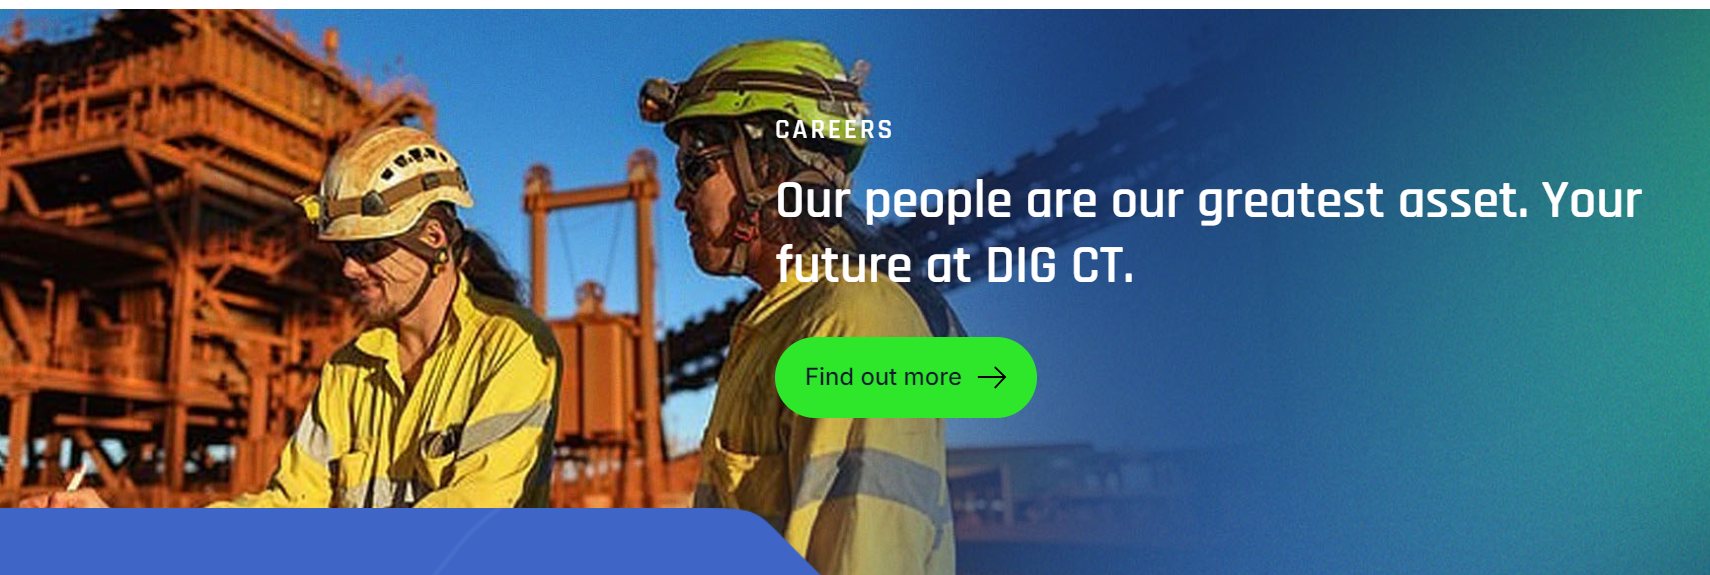 CAREERS
Our people are our greatest asset. Your
future at DIG CT.
Find out more